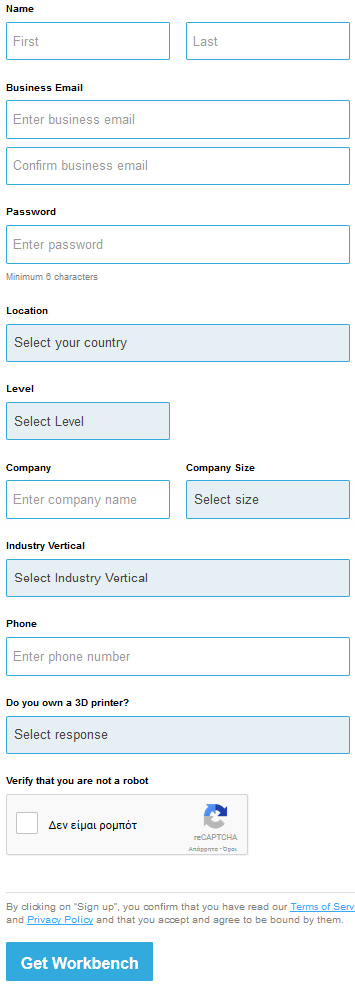 Name
First Last
Business Email
Enter business email
Confirm business email
Password
Enter password
Minimum 6 characters
Location
Select your country
Level
Select Level
Company Company Size
Enter company name Select size
Industry Vertical
Select Industry Vertical
Phone
Enter phone number
Do you own a 3D printer?
Select response
Verify that you are not a robot
Δεν είμαι ρομπότ
reCAPTCHA
Απόρρητο - Όροι
By clicking on "Sign up", you confirm that you have read our Terms of Serv
and Privacy Policy and that you accept and agree to be bound by them.
Get Workbench